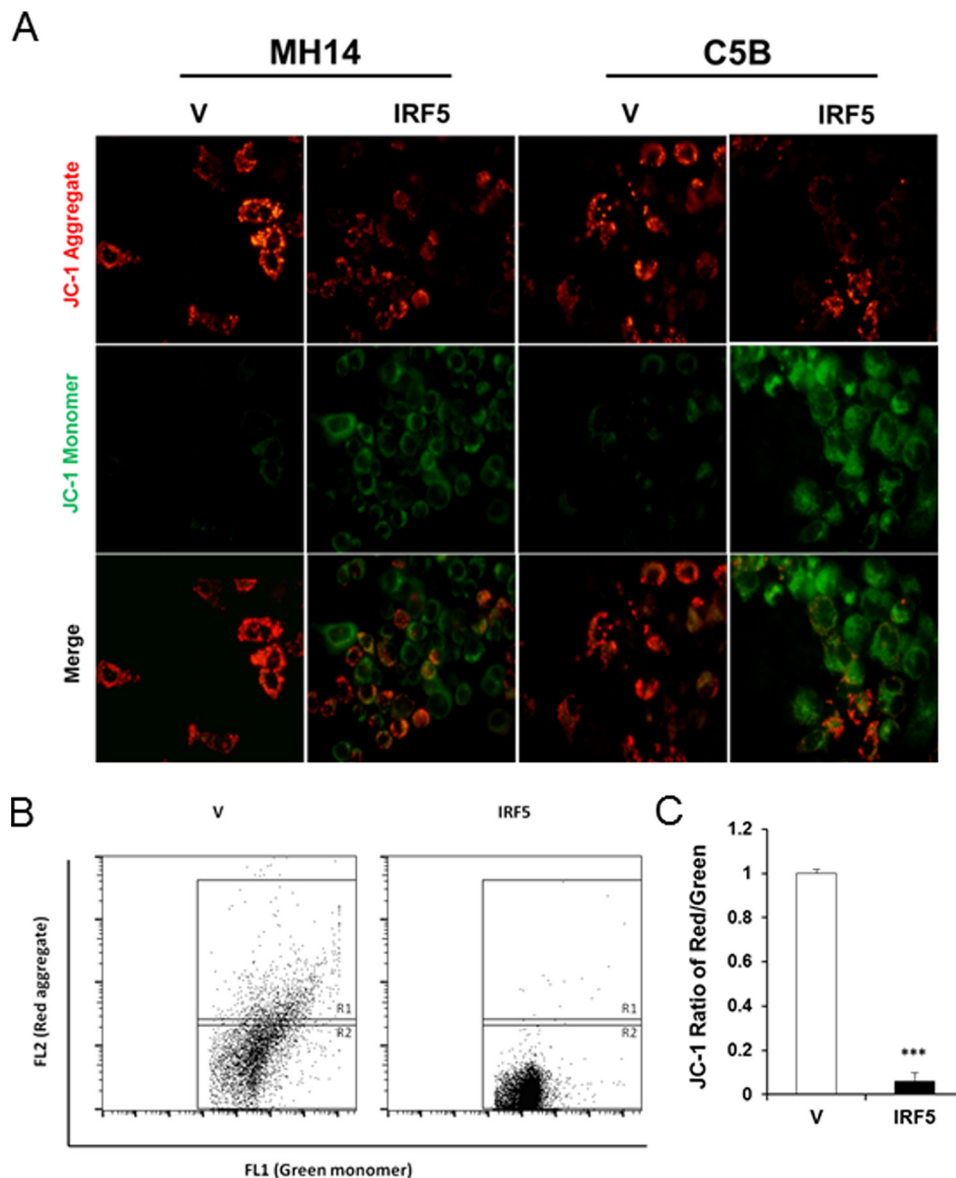 A
MH14
C5B
V
IRF5
V
IRF5
JC-1 Aggregate
JC-1 Monomer
Merge
B
V
IRF5
FL2 (Red aggregate)
R1
R2
R1
R2
FL1 (Green monomer)
C
JC-1 Ratio of Red/Green
1.2
1
0.8
0.6
0.4
0.2
0
***
V
IRF5